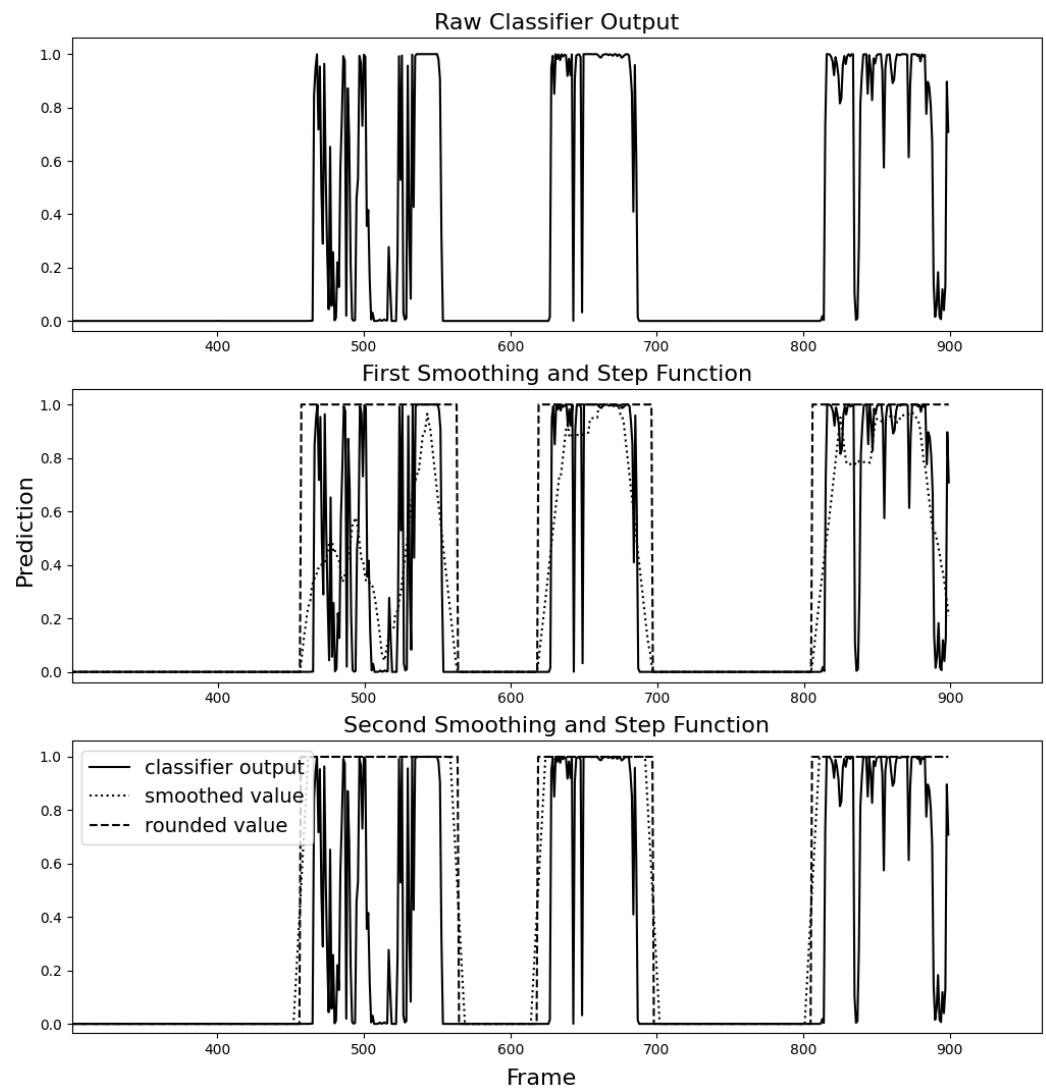 Raw Classifier Output
1.0
0.8
0.6
0.4
0.2
0.0
400 500 600 700 800 900
First Smoothing and Step Function
1.0
0.8
0.6
0.4
0.2
0.0
400 500 600 700 800 900
Prediction
Second Smoothing and Step Function
1.0
0.8
0.6
0.4
0.2
0.0
classifier output
smoothed value
rounded value
400 500 600 700 800 900
Frame